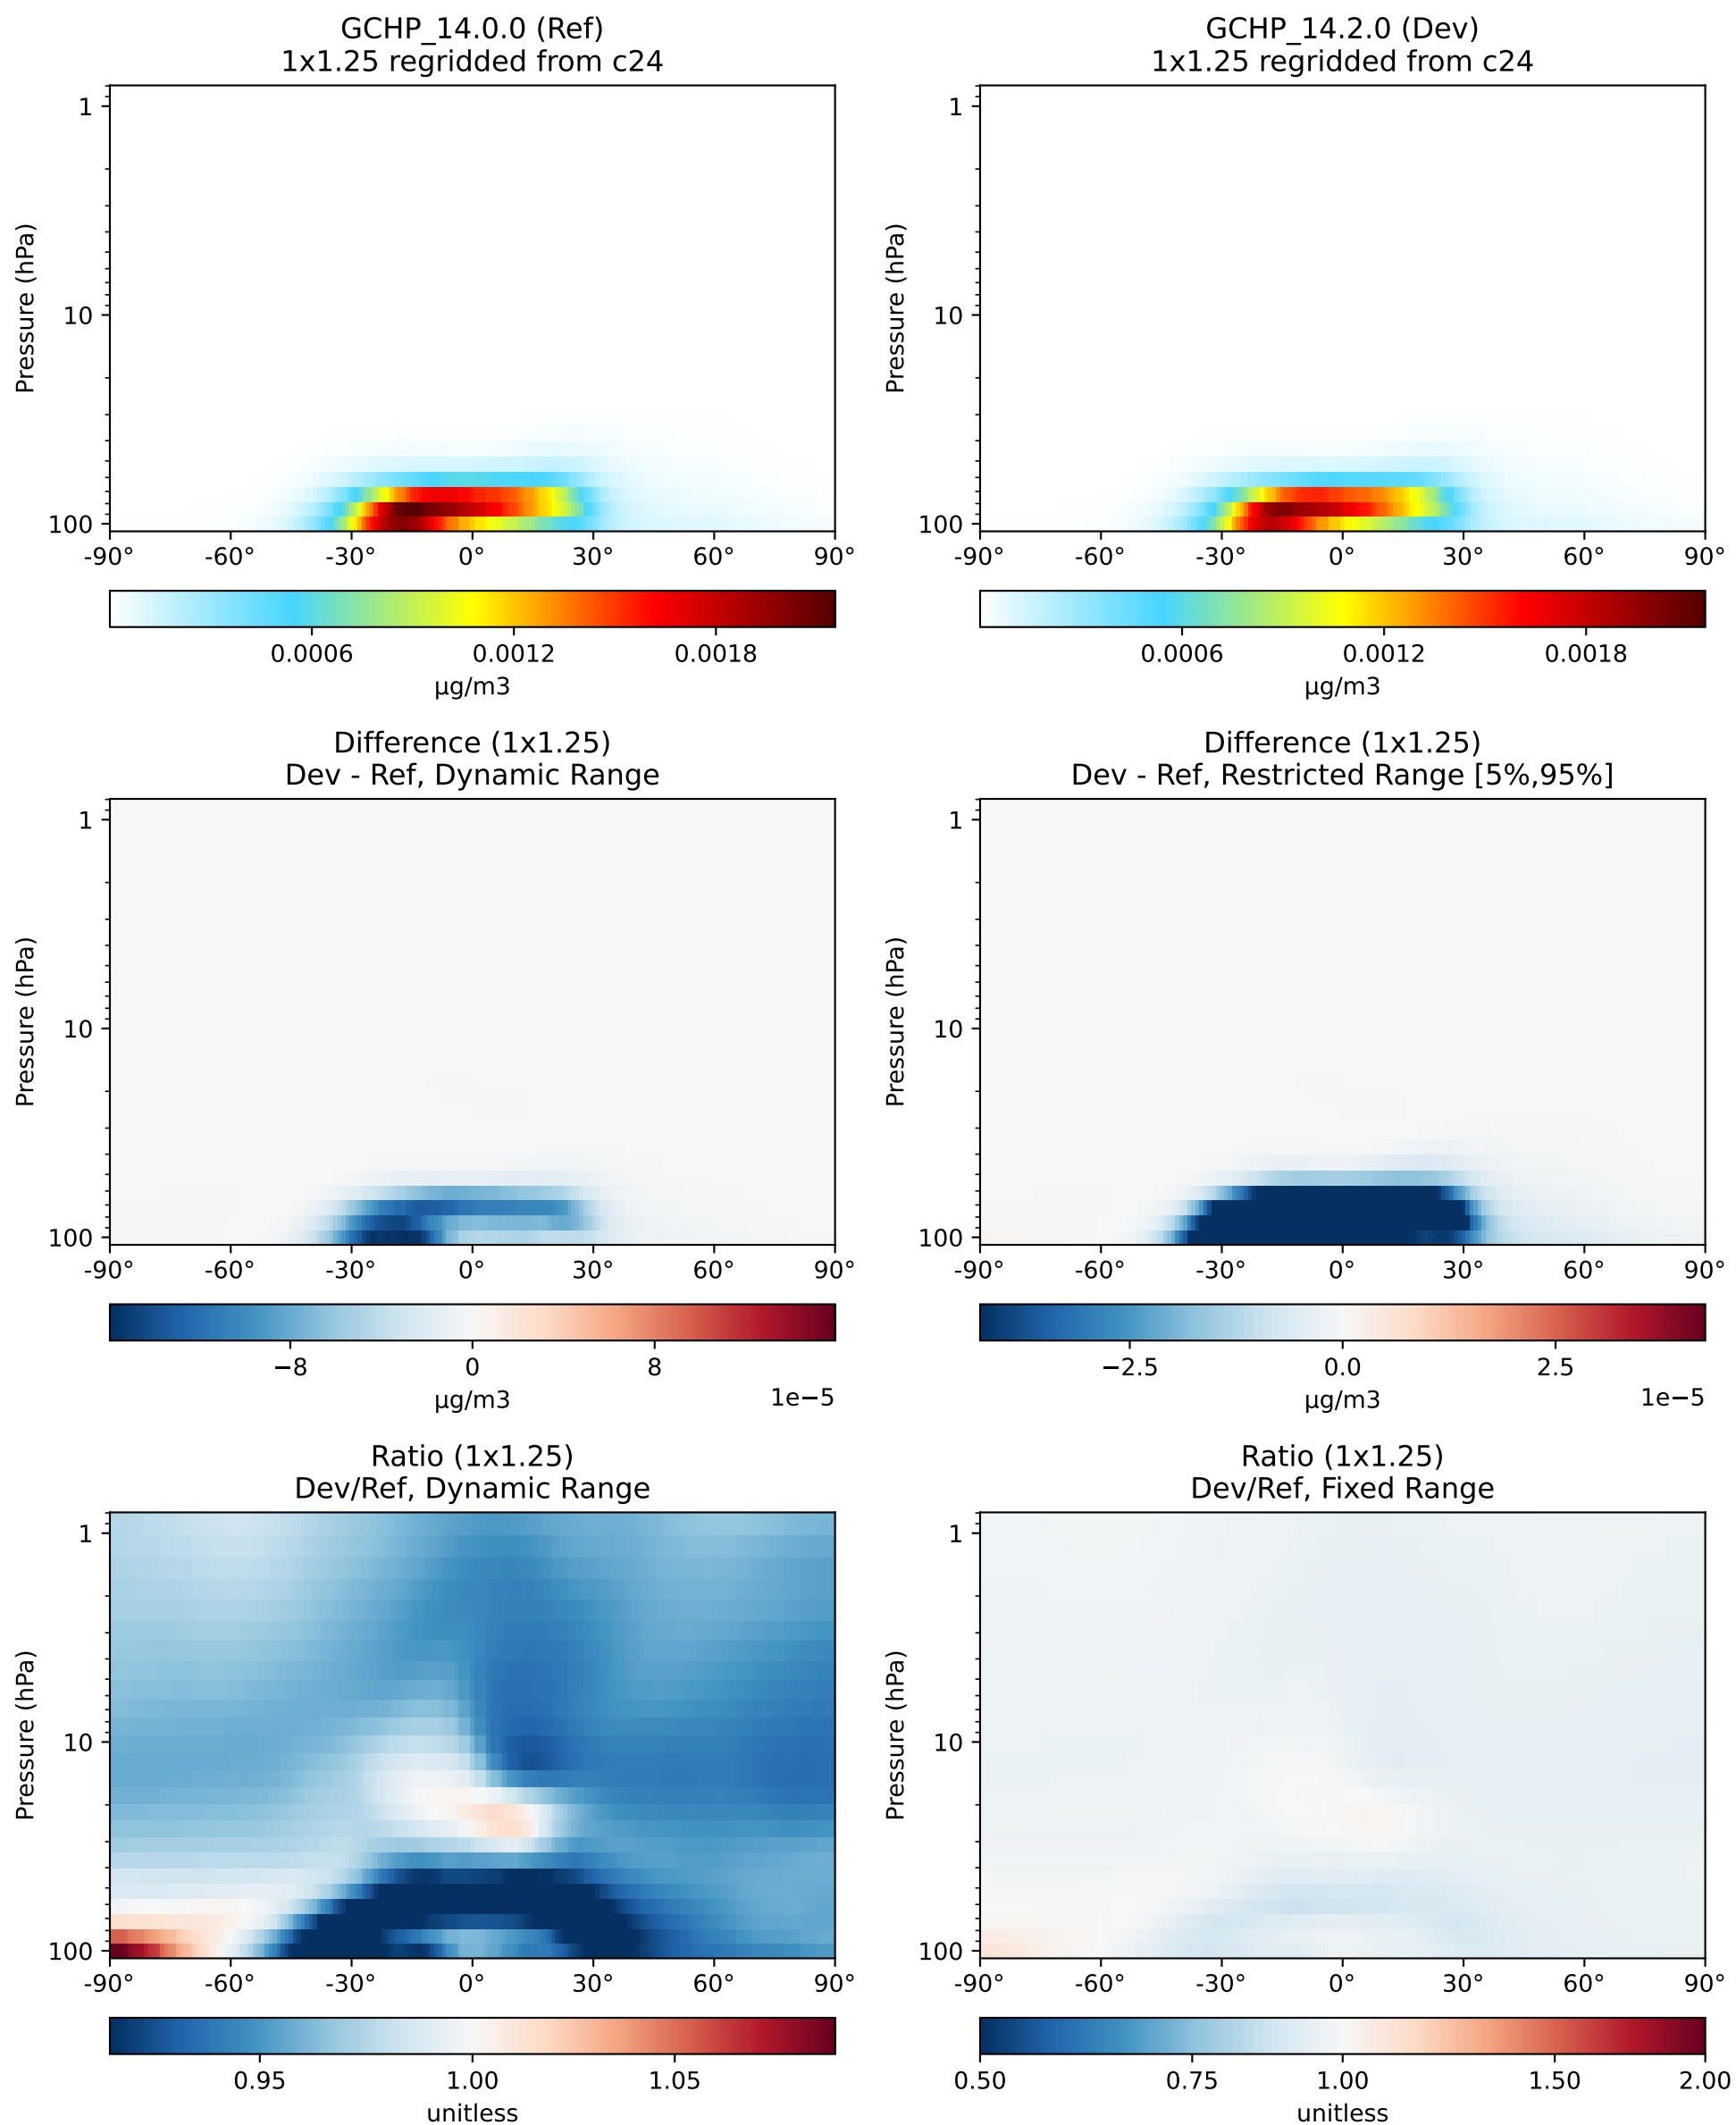 GCHP_14.0.0 (Ref)
1x1.25 regridded from c24
Pressure (hPa)
1
10
100
-90° -60° -30° 0° 30° 60° 90°
0.0006 0.0012 0.0018
µg/m3
GCHP_14.2.0 (Dev)
1x1.25 regridded from c24
Pressure (hPa)
1
10
100
-90° -60° -30° 0° 30° 60° 90°
0.0006 0.0012 0.0018
µg/m3
Difference (1x1.25)
Dev - Ref, Dynamic Range
Pressure (hPa)
1
10
100
-90° -60° -30° 0° 30° 60° 90°
−8 0 8
µg/m3
1e−5
Difference (1x1.25)
Dev - Ref, Restricted Range [5%,95%]
Pressure (hPa)
1
10
100
-90° -60° -30° 0° 30° 60° 90°
−2.5 0.0 2.5
µg/m3
1e−5
Ratio (1x1.25)
Dev/Ref, Dynamic Range
Pressure (hPa)
1
10
100
-90° -60° -30° 0° 30° 60° 90°
0.95 1.00 1.05
unitless
Ratio (1x1.25)
Dev/Ref, Fixed Range
Pressure (hPa)
1
10
100
-90° -60° -30° 0° 30° 60° 90°
0.50 0.75 1.00 1.50 2.00
unitless